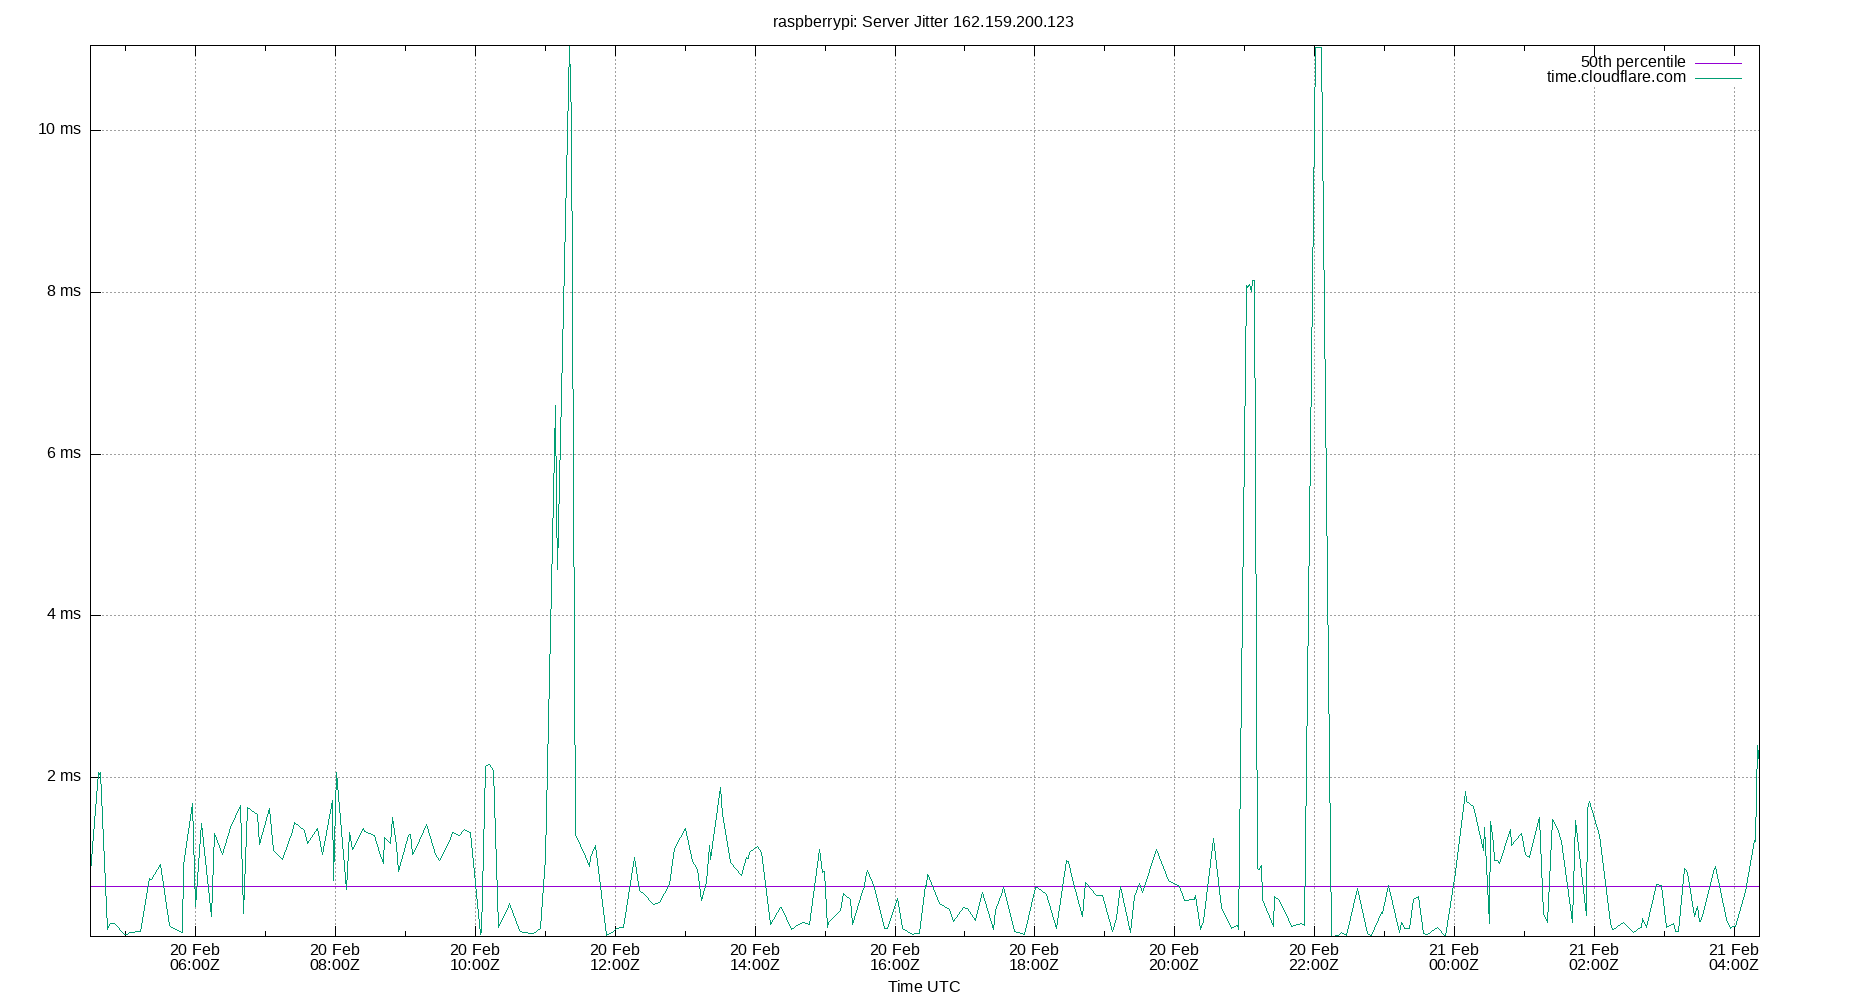 raspberrypi: Server Jitter 162.159.200.123
50th percentile
time.cloudflare.com
10 ms
8 ms
6 ms
4 ms
2 ms
20 Feb 20 Feb 20 Feb 20 Feb 20 Feb 20 Feb 20 Feb 20 Feb 20 Feb 21 Feb 21 Feb 21 Feb
06:00Z 08:00Z 10:00Z 12:00Z 14:00Z 16:00Z 18:00Z 20:00Z 22:00Z 00:00Z 02:00Z 04:00Z
Time UTC